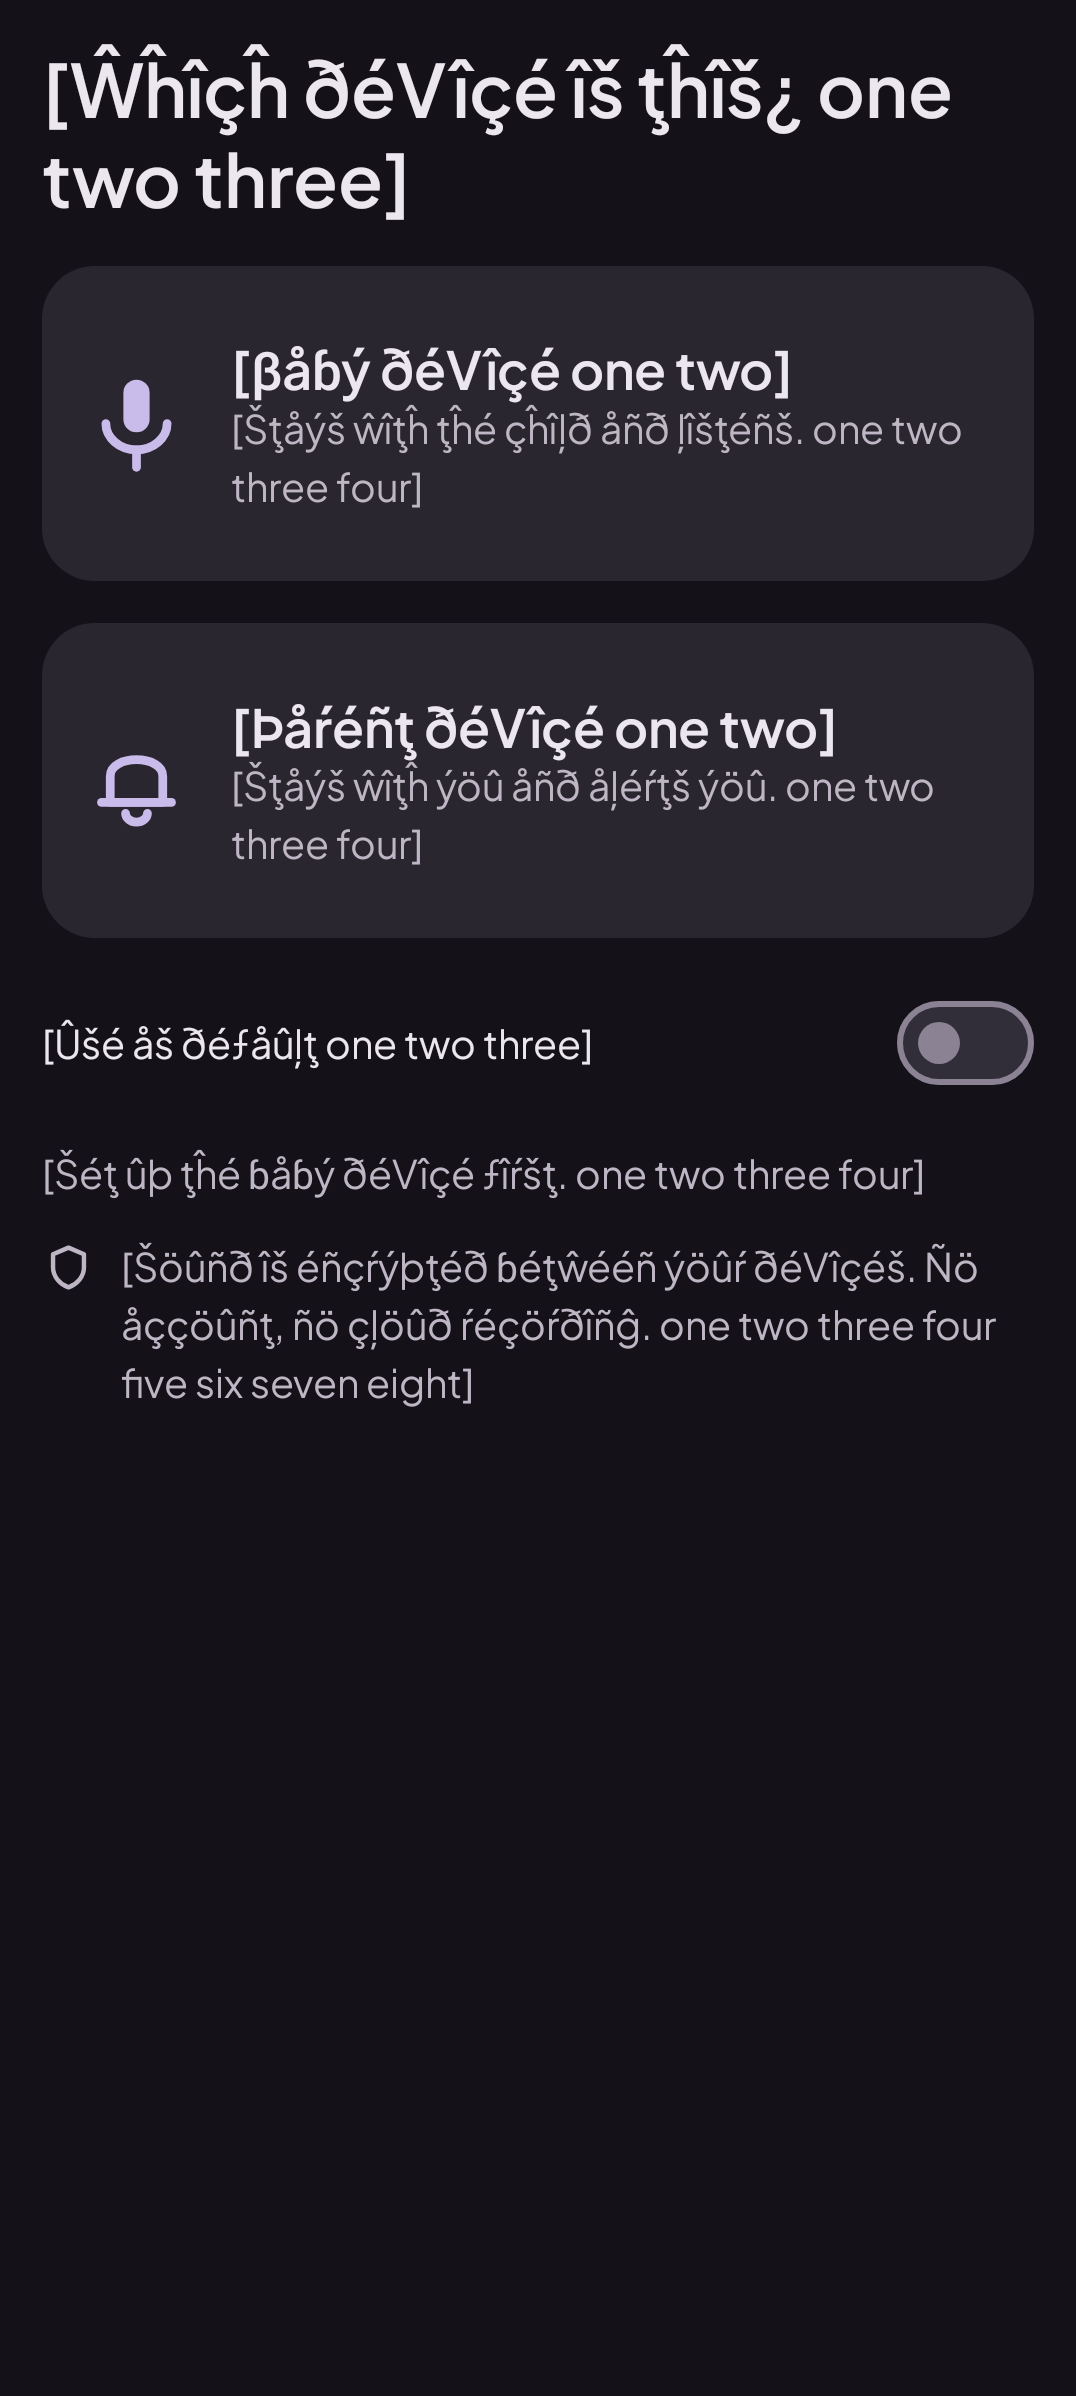 [Ŵĥîçĥ ðéVîçé îš ţĥîš¿ one
two three]
[βåɓý ðéVîçé one two]
[Šţåýš ŵîţĥ ţĥé çĥîļð åñð ļîšţéñš. one two
three four]
[Þåŕéñţ ðéVîçé one two]
[Šţåýš ŵîţĥ ýöû åñð åļéŕţš ýöû. one two
three four]
[Ûšé åš ðéƒåûļţ one two three]
[Šéţ ûþ ţĥé ɓåɓý ðéVîçé ƒîŕšţ. one two three four]
[Šöûñð îš éñçŕýþţéð ɓéţŵééñ ýöûŕ ðéVîçéš. Ñö
åççöûñţ, ñö çļöûð ŕéçöŕðîñĝ. one two three four
five six seven eight]